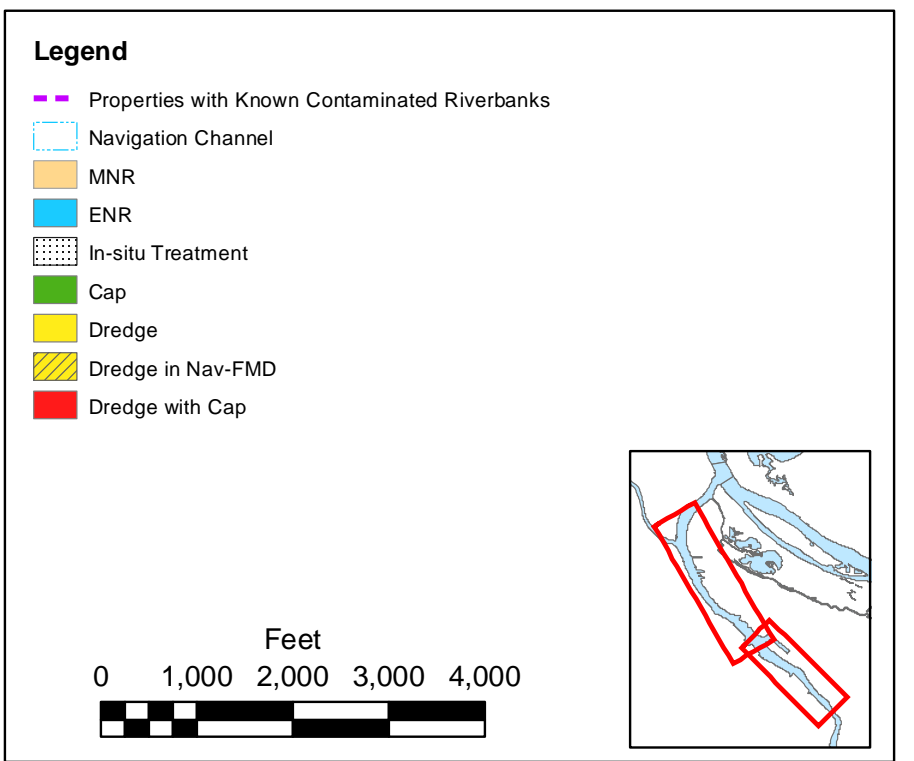 Legend
Properties with Known Contaminated Riverbanks
Navigation Channel
MNR
ENR
In-situ Treatment
Cap
Dredge
Dredge in Nav-FMD
Dredge with Cap
Feet
0 1,000 2,000 3,000 4,000